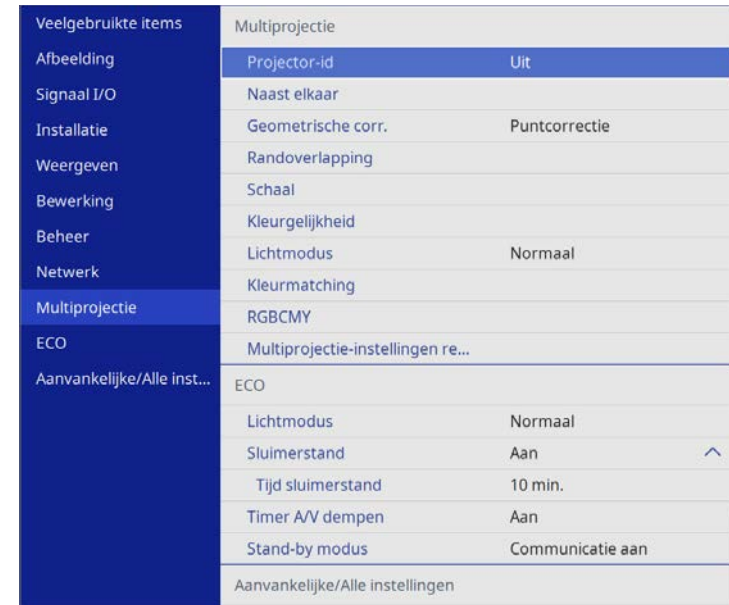 Veelgebruikte items
Afbeelding
Signaal I/O
Installatie
Weergeven
Bewerking
Beheer
Netwerk
Multiprojectie
ECO
Aanvankelijke/Alle inst...
Multiprojectie
Projector-id Uit
Naast elkaar
Geometrische corr. Puntcorrectie
Randoverlapping
Schaal
Kleurgelijkheid
Lichtmodus Normaal
Kleurmatching
RGBCMY
Multiprojectie-instellingen re...
ECO
Lichtmodus Normaal
Sluimerstand Aan
Tijd sluimerstand 10 min.
Timer A/V dempen Aan
Stand-by modus Communicatie aan
Aanvankelijke/Alle instellingen